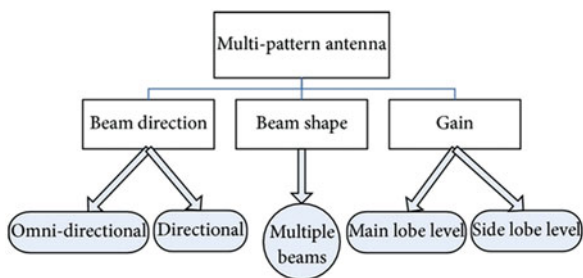 Multi-pattern antenna
Beam direction
Beam shape
Gain
Omni-directional
Directional
Multiple
beams
Main lobe level
Side lobe level